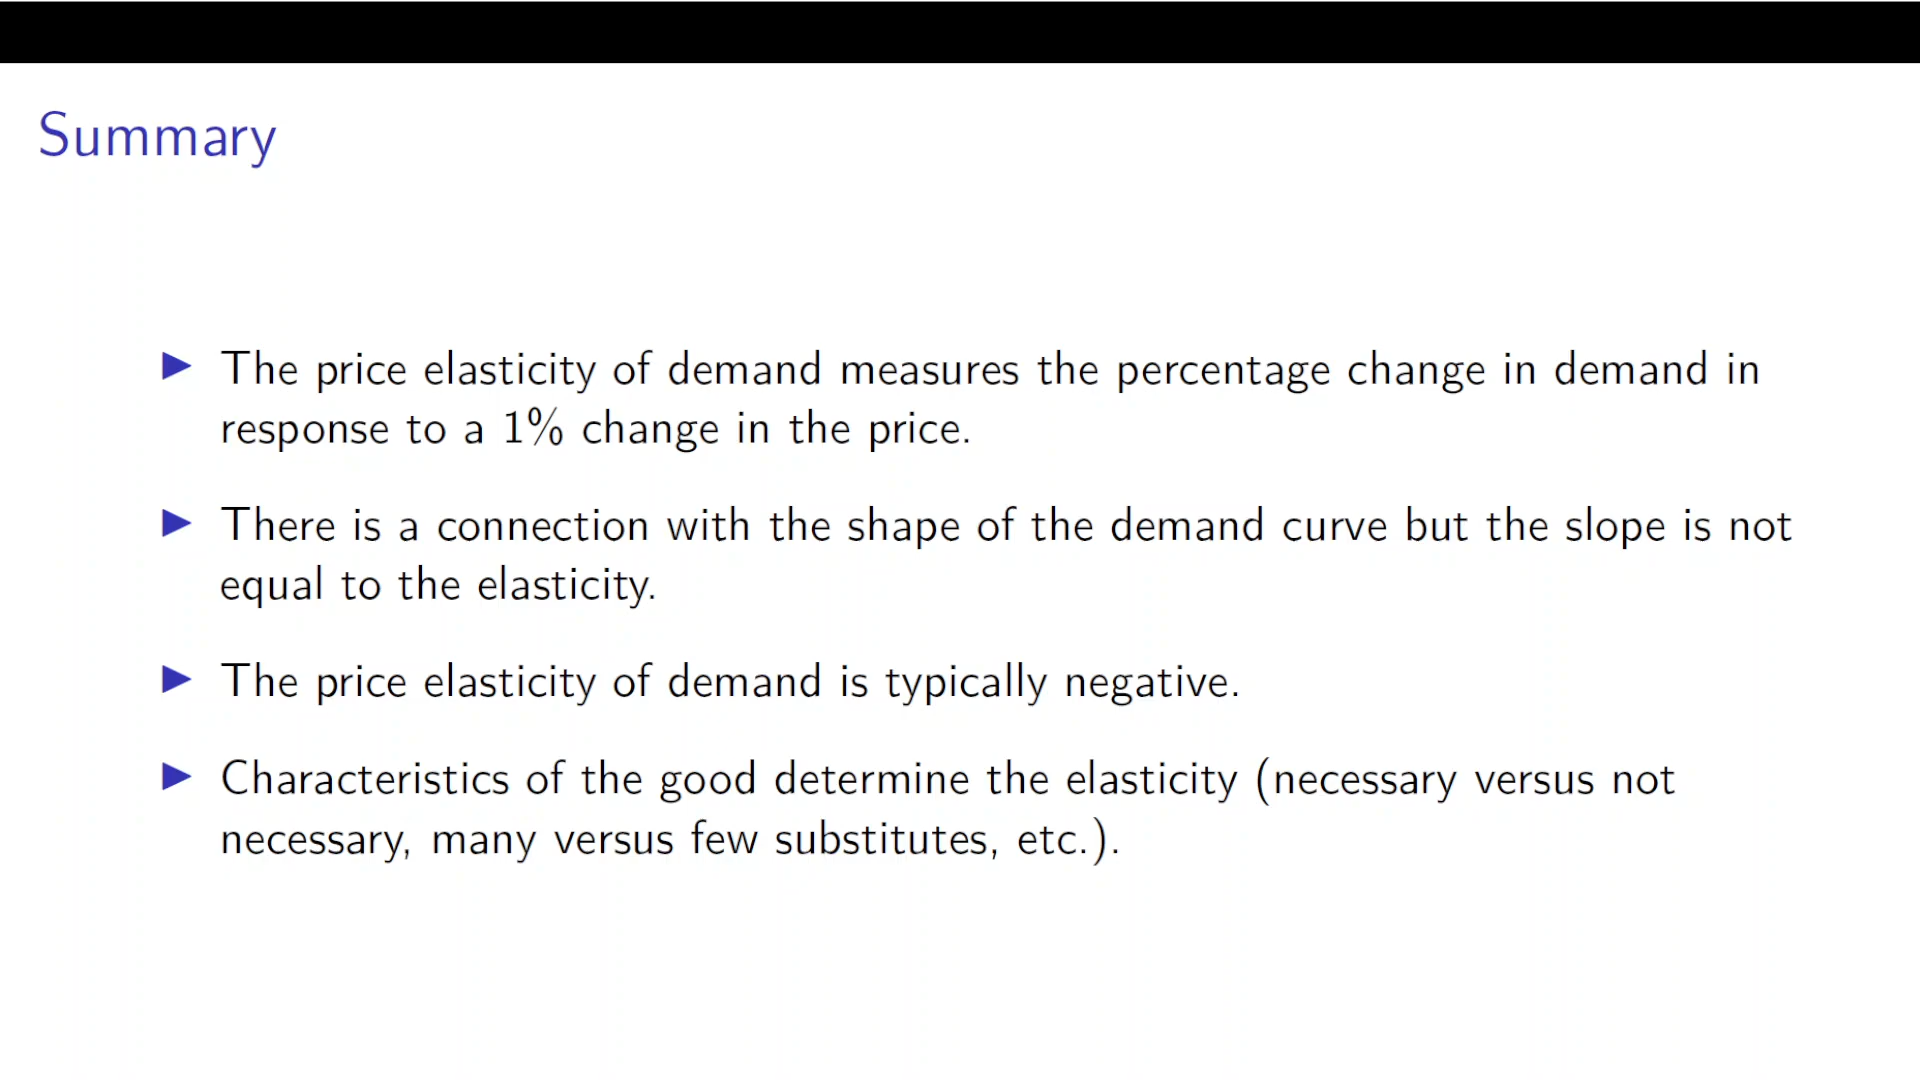 Summary
The price elasticity of demand measures the percentage change in demand in
response to a 1% change in the price.
There is a connection with the shape of the demand curve but the slope is not
equal to the elasticity.
The price elasticity of demand is typically negative.
Characteristics of the good determine the elasticity (necessary versus not
necessary, many versus few substitutes, etc.).